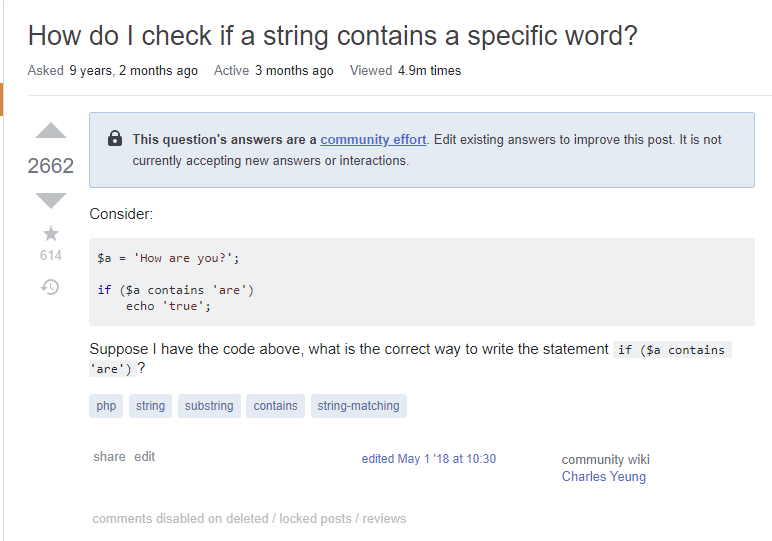 How do I check if a string contains a specific word?
Asked 9 years, 2 months ago Active 3 months ago Viewed 4.9m times
This question's answers are a community effort. Edit existing answers to improve this post. It is not
currently accepting new answers or interactions.
2662
Consider:
614
$a = 'How are you?';
if ($a contains 'are')
    echo 'true';
Suppose I have the code above, what is the correct way to write the statement if ($a contains
'are') ?
php string substring contains string-matching
share edit edited May 1 '18 at 10:30 community wiki
Charles Yeung
comments disabled on deleted / locked posts / reviews